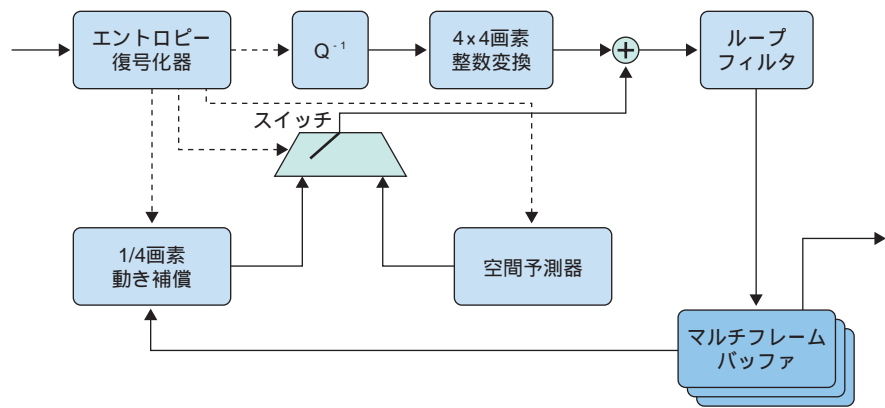 エントロピー
復号化器
Q⁻¹
4×4画素
整数変換
+
ループ
フィルタ
スイッチ
1/4画素
動き補償
空間予測器
マルチフレーム
バッファ